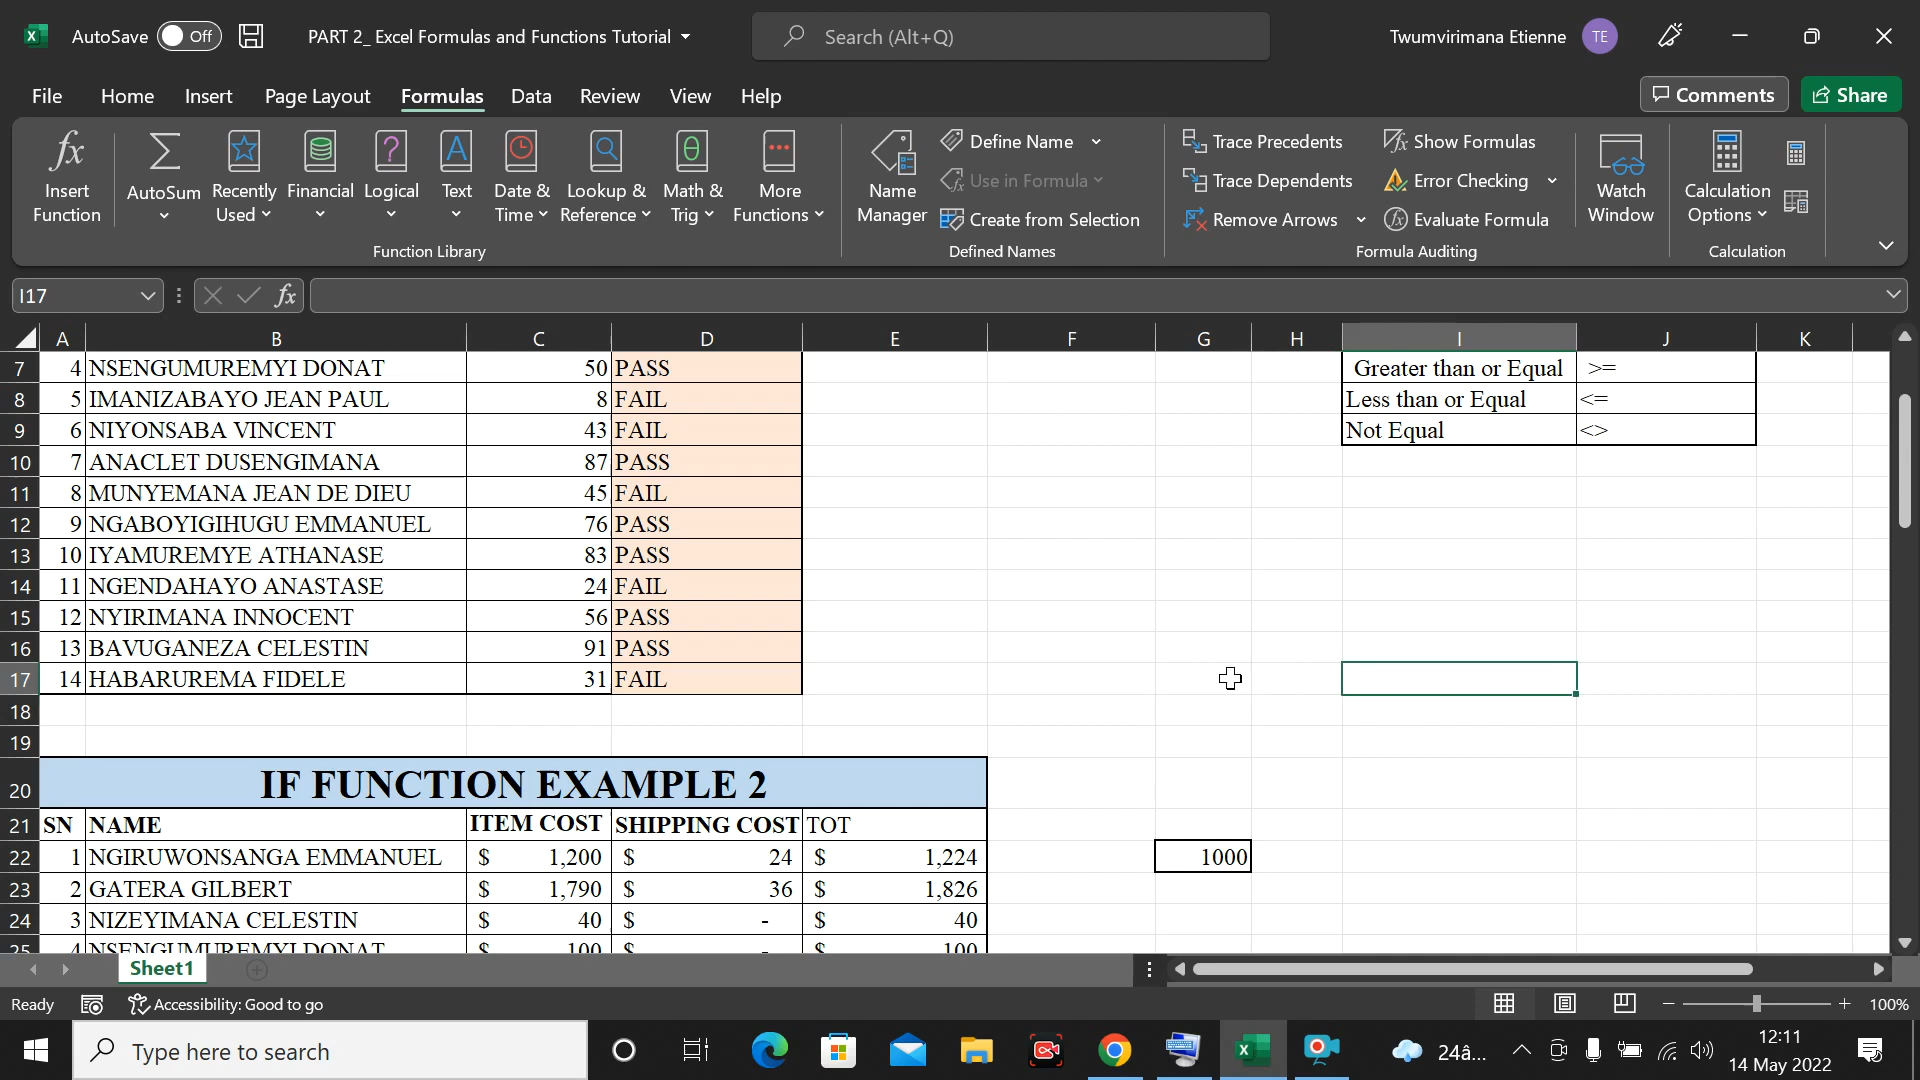 AutoSave Off PART 2_ Excel Formulas and Functions Tutorial Search (Alt+Q) Twumvirimana Etienne TE
File Home Insert Page Layout Formulas Data Review View Help Comments Share
Insert Function AutoSum Recently Used Financial Logical Text Date & Time Lookup & Reference Math & Trig More Functions
Function Library
Name Manager Define Name
Use in Formula
Create from Selection
Defined Names
Trace Precedents Show Formulas
Trace Dependents Error Checking
Remove Arrows Evaluate Formula
Formula Auditing
Watch Window
Calculation Options
Calculation
I17 fx
A B C D E F G H I J K
7 4 NSENGUMUREMYI DONAT 50 PASS Greater than or Equal >=
8 5 IMANIZABAYO JEAN PAUL 8 FAIL Less than or Equal <=
9 6 NIYONSABA VINCENT 43 FAIL Not Equal <>
10 7 ANACLET DUSENGIMANA 87 PASS
11 8 MUNYEMANA JEAN DE DIEU 45 FAIL
12 9 NGABOYIGIHUGU EMMANUEL 76 PASS
13 10 IYAMUREMYE ATHANASE 83 PASS
14 11 NGENDAHAYO ANASTASE 24 FAIL
15 12 NYIRIMANA INNOCENT 56 PASS
16 13 BAVUGANEZA CELESTIN 91 PASS
17 14 HABARUREMA FIDELE 31 FAIL
18
19
20 IF FUNCTION EXAMPLE 2
21 SN NAME ITEM COST SHIPPING COST TOT
22 1 NGIRUWONSANGA EMMANUEL $ 1,200 $ 24 $ 1,224 1000
23 2 GATERA GILBERT $ 1,790 $ 36 $ 1,826
24 3 NIZEYIMANA CELESTIN $ 40 $ - $ 40
25 4 NSENGUMUREMYI DONAT $ 100 $ - $ 100
Sheet1
Ready Accessibility: Good to go 100%
Type here to search 24â... 12:11
14 May 2022